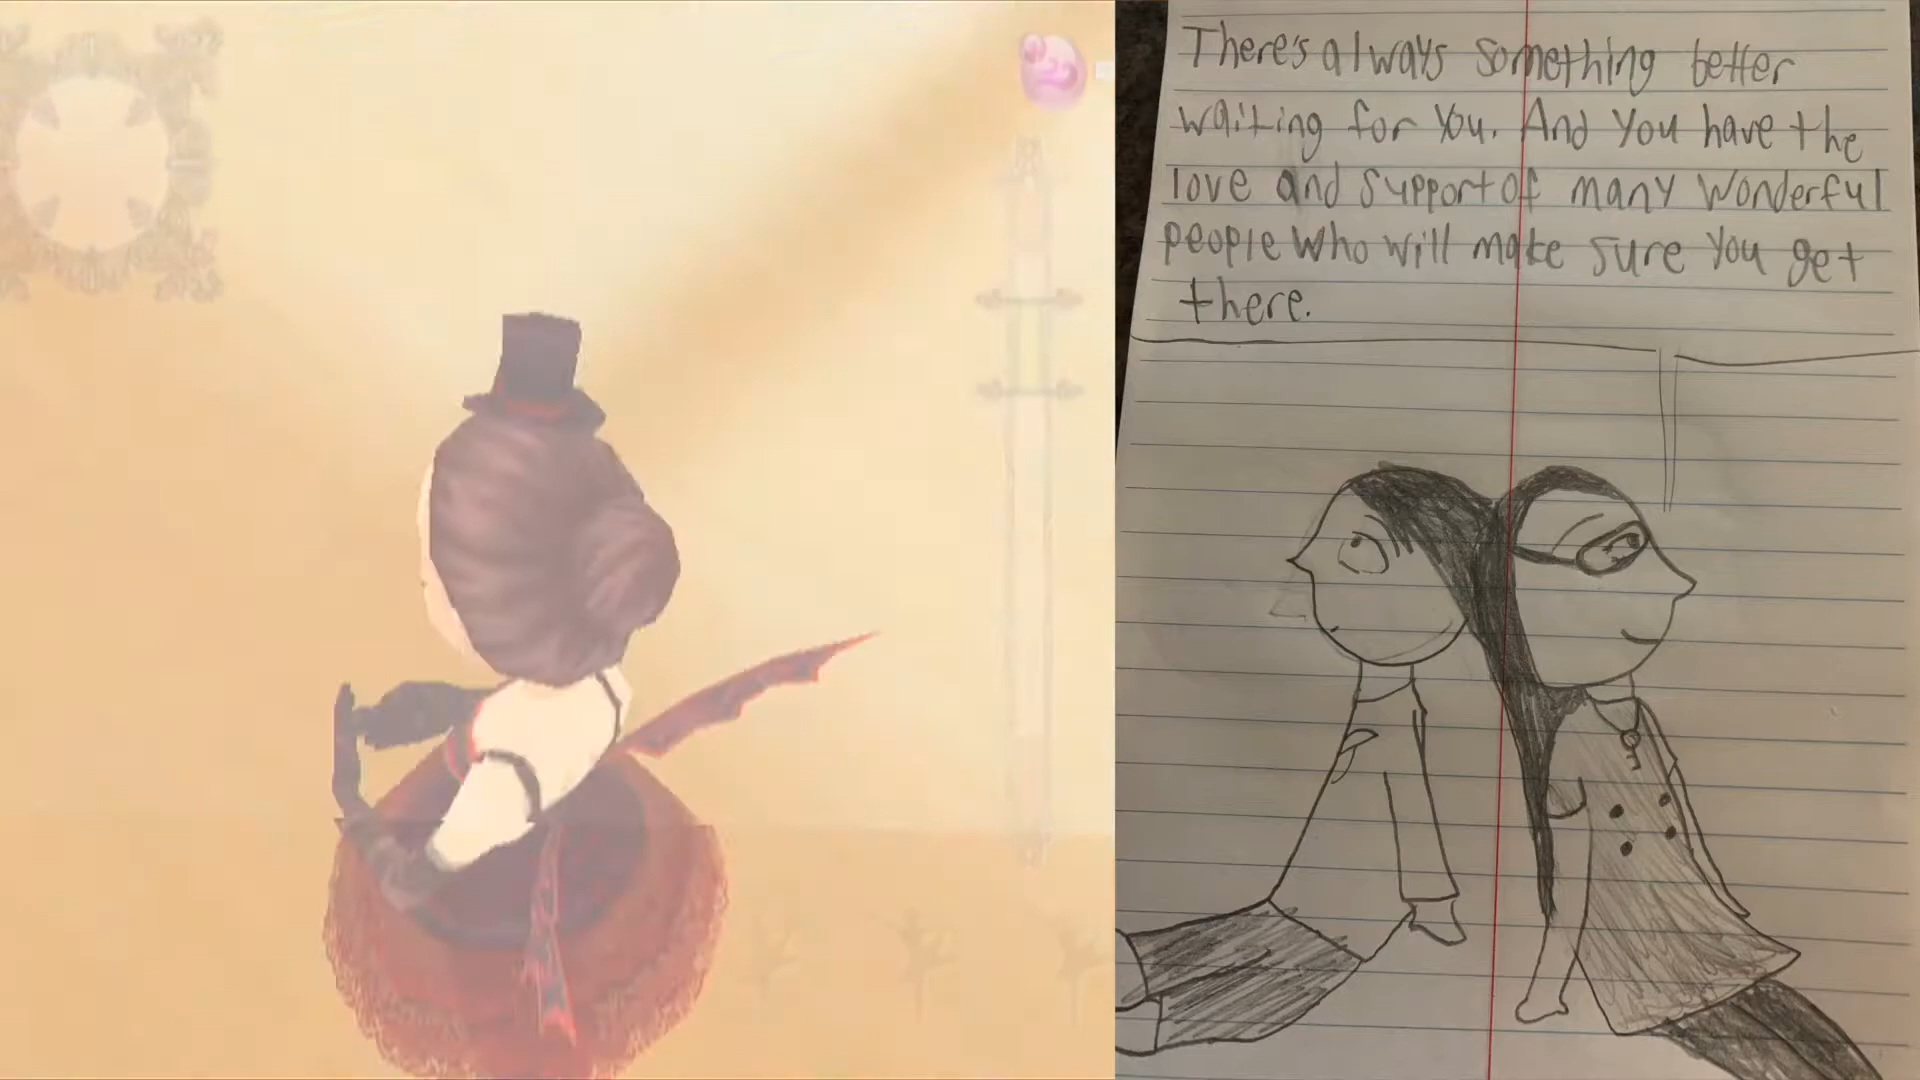 There's always something better
waiting for you. And you have the
love and support of many wonderful
people who will make sure you get
there.